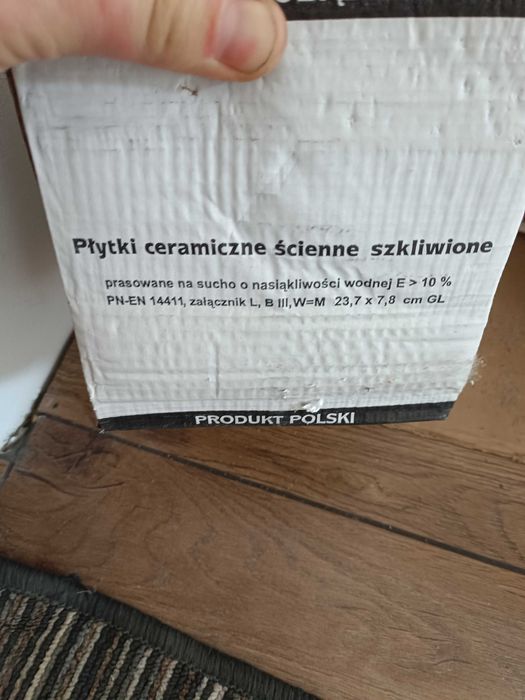 Płytki ceramiczne ścienne szkliwione
prasowane na sucho o nasiąkliwości wodnej E > 10 %
PN-EN 14411, załącznik L, B III, W=M 23,7 x 7,8 cm GL
PRODUKT POLSKI